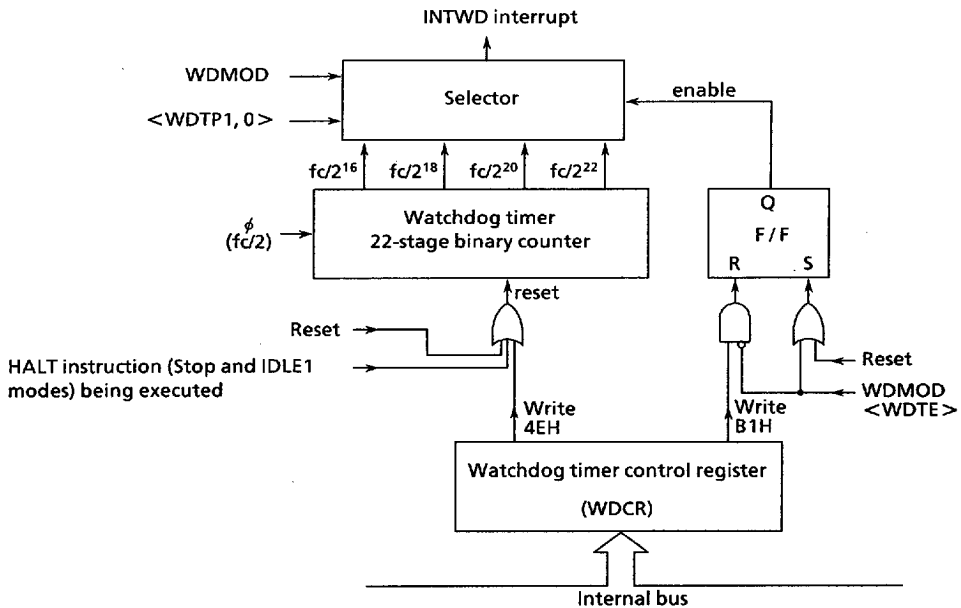 INTWD interrupt
WDMOD
<WDTP1, 0>
Selector
enable
fc/2¹⁶ fc/2¹⁸ fc/2²⁰ fc/2²²
ϕ
(fc/2)
Watchdog timer
22-stage binary counter
Q
F/F
R S
reset
Reset
HALT instruction (Stop and IDLE1
modes) being executed
Reset
WDMOD
<WDTE>
Write
4EH
Write
B1H
Watchdog timer control register
(WDCR)
Internal bus